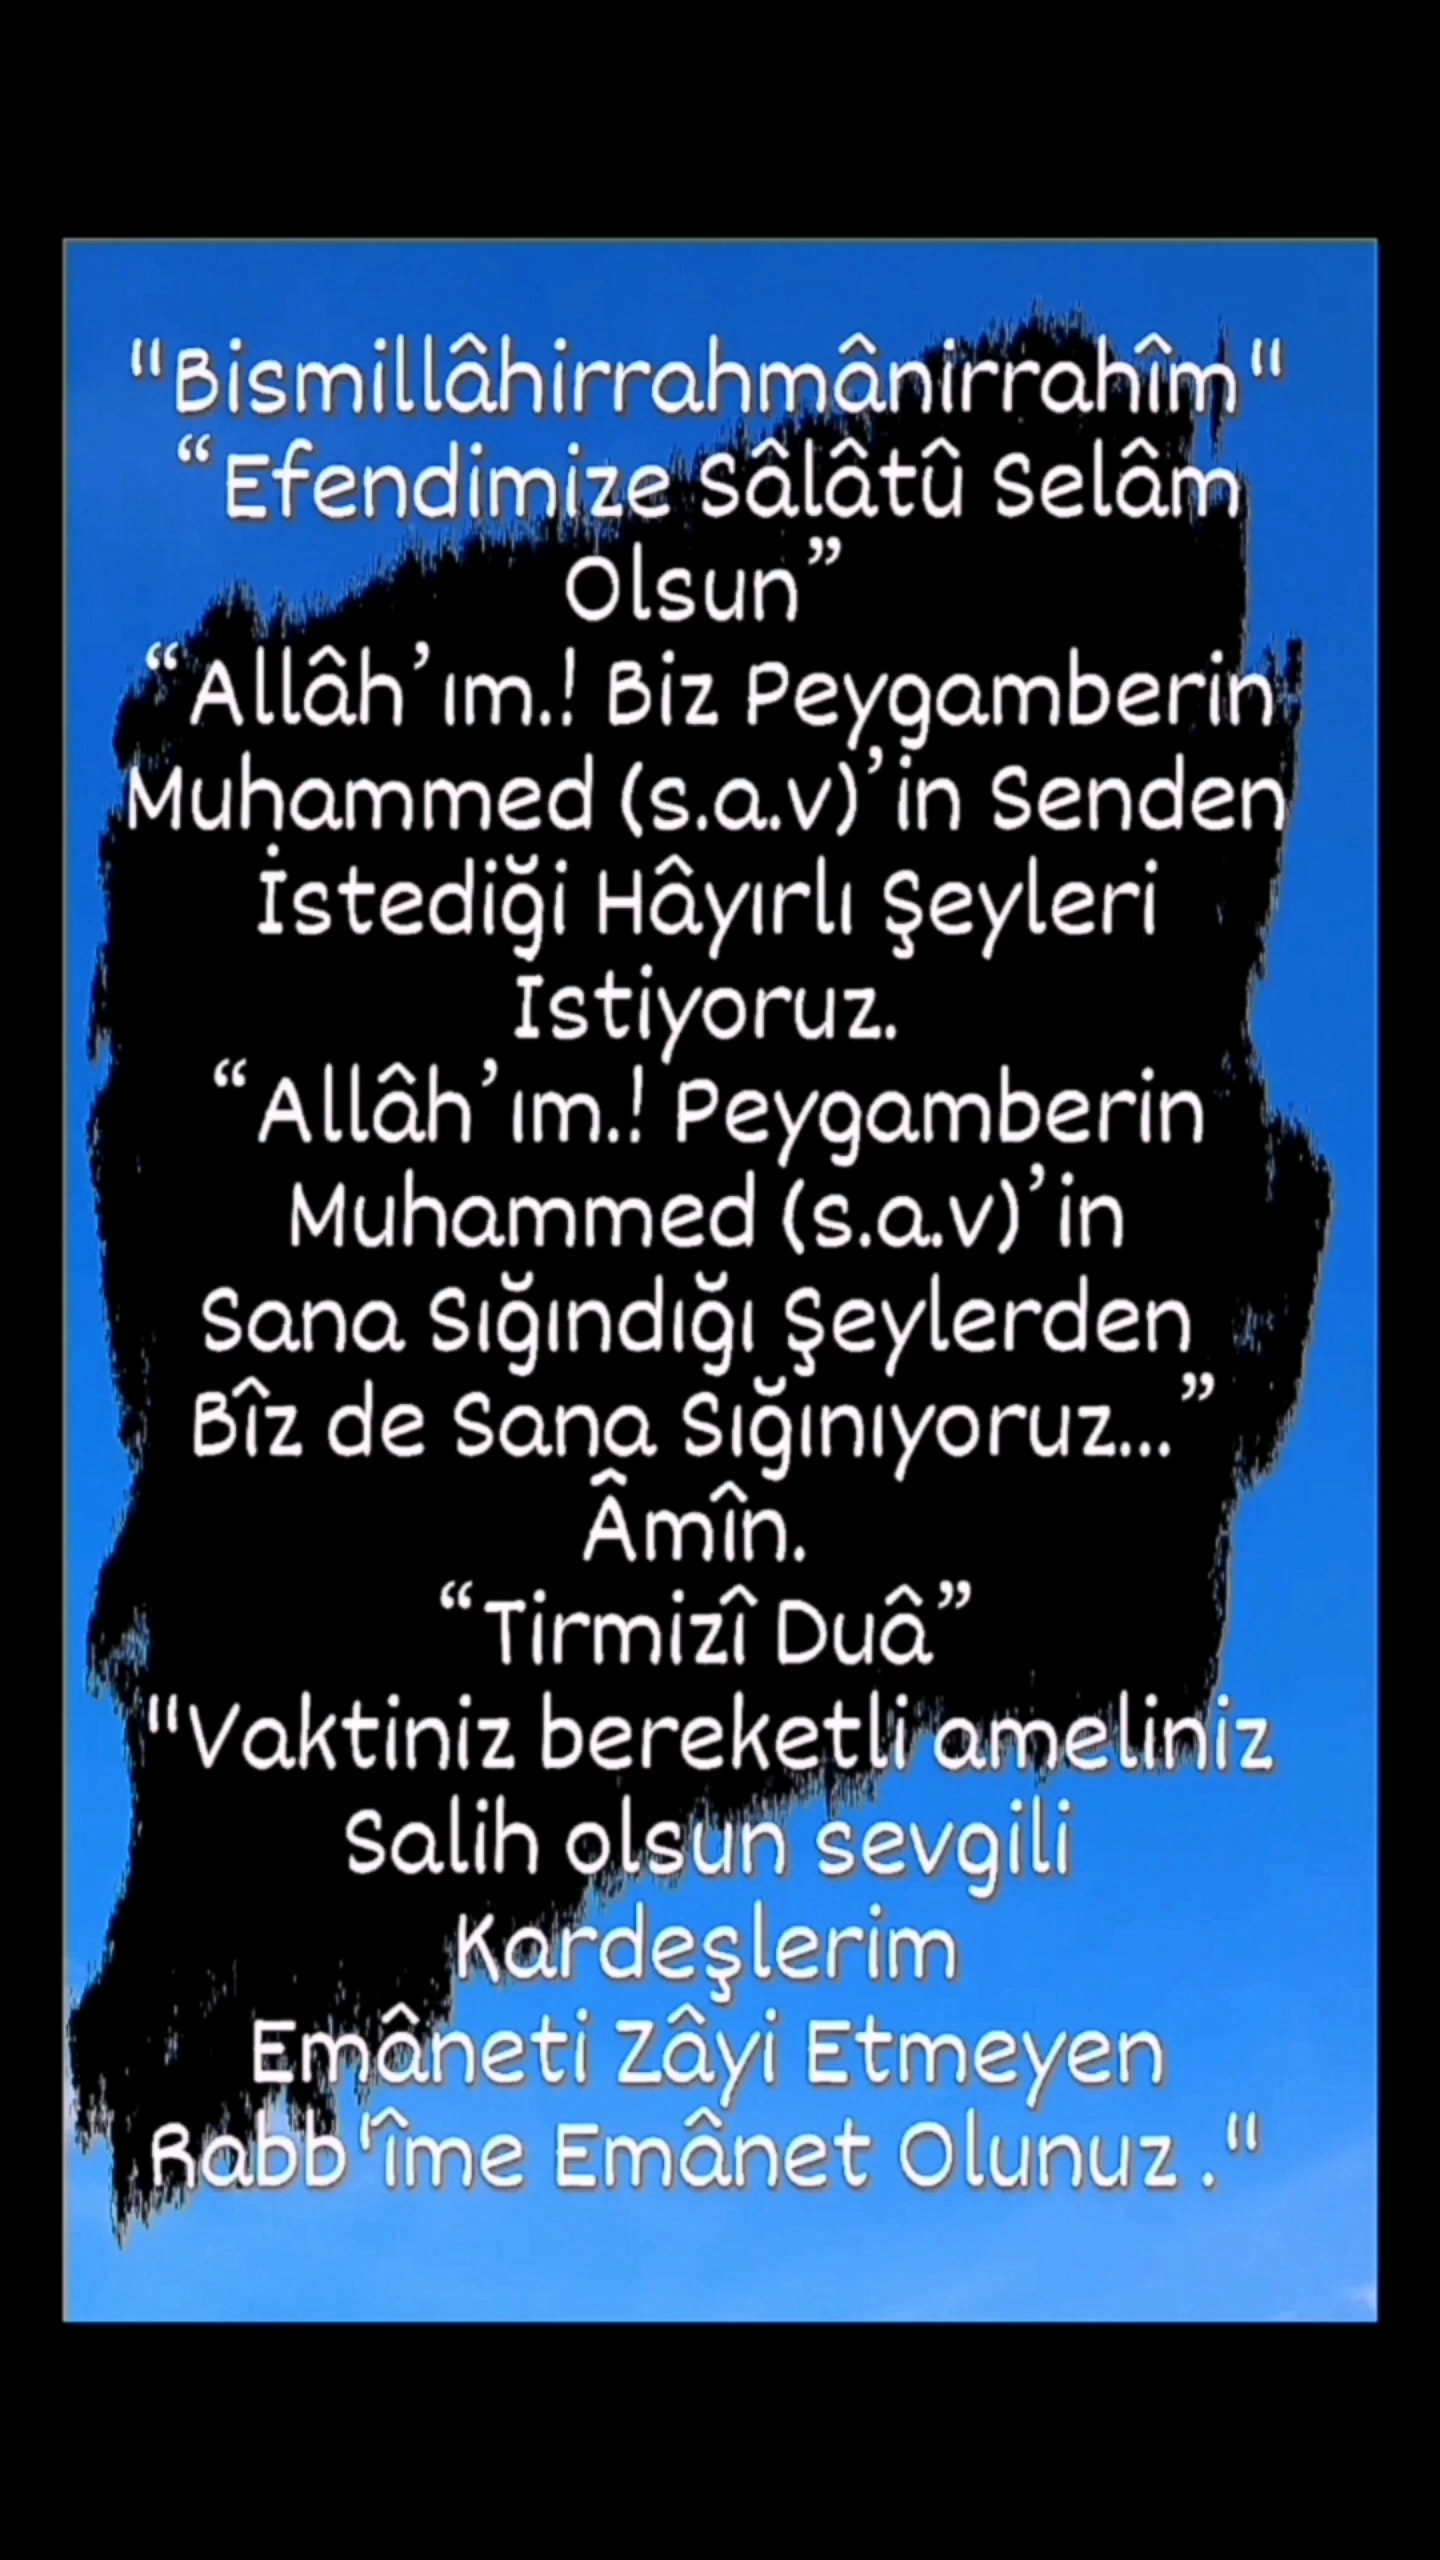 "Bismillâhirrahmânirrahîm"
“Efendimize Sâlâtû Selâm
Olsun”
“Allâh’ım.! Biz Peygamberin
Muhammed (s.a.v)’in Senden
İstediği Hâyırlı Şeyleri
İstiyoruz.
“Allâh’ım.! Peygamberin
Muhammed (s.a.v)’in
Sana Sığındığı Şeylerden
Bîz de Sana Sığınıyoruz...”
Âmîn.
“Tirmizî Duâ”
"Vaktiniz bereketli ameliniz
Salih olsun sevgili
Kardeşlerim
Emâneti Zâyi Etmeyen
Rabb'îme Emânet Olunuz ."